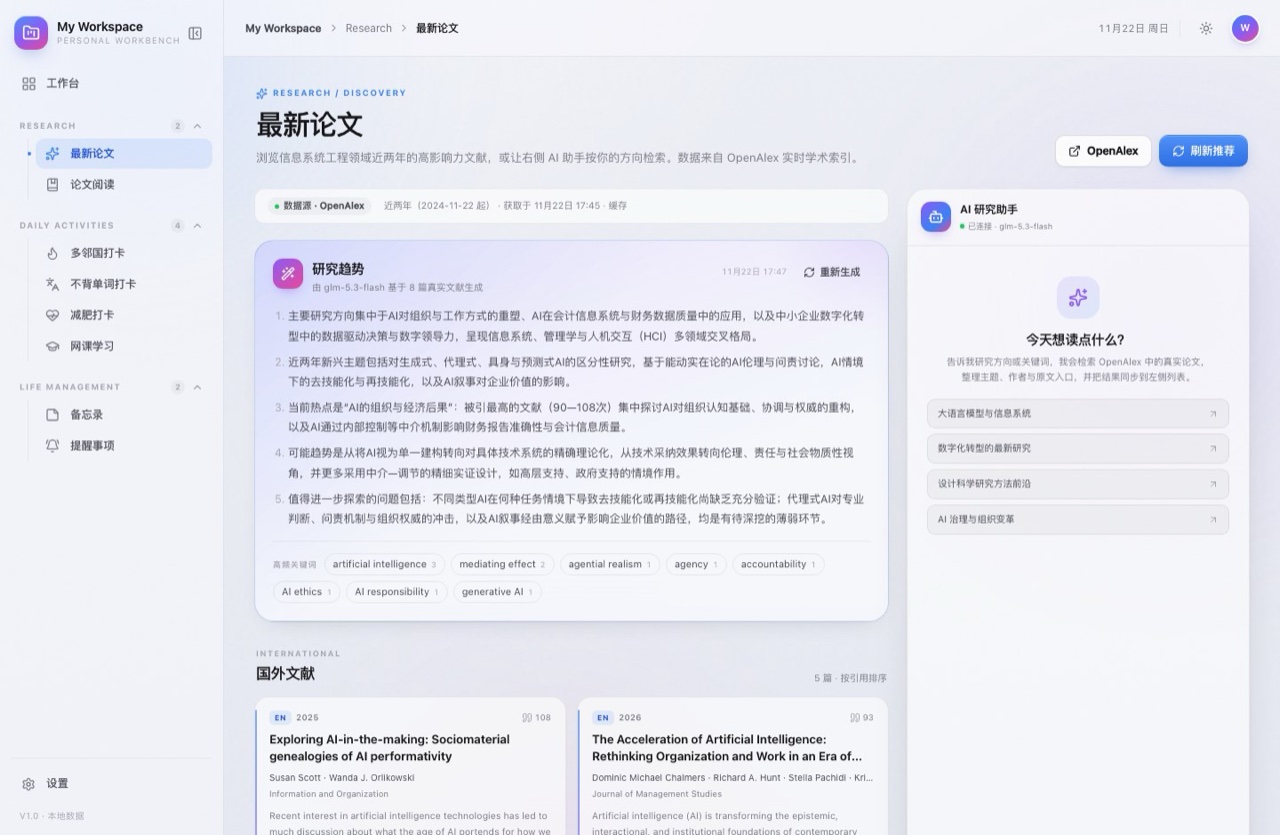 My Workspace
PERSONAL WORKBENCH
工作台
RESEARCH 2
最新论文
论文阅读
DAILY ACTIVITIES 4
多邻国打卡
不背单词打卡
减肥打卡
网课学习
LIFE MANAGEMENT 2
备忘录
提醒事项
设置
V1.0 · 本地数据
My Workspace > Research > 最新论文
11月22日 周日
W
RESEARCH / DISCOVERY
最新论文
浏览信息系统工程领域近两年的高影响力文献，或让右侧 AI 助手按你的方向检索。数据来自 OpenAlex 实时学术索引。
OpenAlex
刷新推荐
数据源 · OpenAlex 近两年（2024-11-22 起） · 获取于 11月22日 17:45 · 缓存
研究趋势
由 glm-5.3-flash 基于 8 篇真实文献生成
11月22日 17:47
重新生成
1. 主要研究方向集中于AI对组织与工作方式的重塑、AI在会计信息系统与财务数据质量中的应用，以及中小企业数字化转
型中的数据驱动决策与数字领导力，呈现信息系统、管理学与人机交互（HCI）多领域交叉格局。
2. 近两年新兴主题包括对生成式、代理式、具身与预测式AI的区分性研究，基于能动实在论的AI伦理与问责讨论，AI情境
下的去技能化与再技能化，以及AI叙事对企业价值的影响。
3. 当前热点是“AI的组织与经济后果”：被引最高的文献（90—108次）集中探讨AI对组织认知基础、协调与权威的重构，
以及AI通过内部控制等中介机制影响财务报告准确性与会计信息质量。
4. 可能趋势是从将AI视为单一建构转向对具体技术系统的精确理论化，从技术采纳效果转向伦理、责任与社会物质性视
角，并更多采用中介—调节的精细实证设计，如高层支持、政府支持的情境作用。
5. 值得进一步探索的问题包括：不同类型AI在何种任务情境下导致去技能化或再技能化尚缺乏充分验证；代理式AI对专业
判断、问责机制与组织权威的冲击，以及AI叙事经由意义赋予影响企业价值的路径，均是有待深挖的薄弱环节。
高频关键词 artificial intelligence 3 mediating effect 2 agential realism 1 agency 1 accountability 1
AI ethics 1 AI responsibility 1 generative AI 1
INTERNATIONAL
国外文献
5 篇 · 按引用排序
EN 2025 108
Exploring AI-in-the-making: Sociomaterial
genealogies of AI performativity
Susan Scott · Wanda J. Orlikowski
Information and Organization
Recent interest in artificial intelligence technologies has led to
much discussion about what the age of AI portends for how we
EN 2026 93
The Acceleration of Artificial Intelligence:
Rethinking Organization and Work in an Era of...
Dominic Michael Chalmers · Richard A. Hunt · Stella Pachidi · Kri...
Journal of Management Studies
Artificial intelligence (AI) is transforming the epistemic,
interactional, and institutional foundations of contemporary
AI 研究助手
已连接 · glm-5.3-flash
今天想读点什么?
告诉我研究方向或关键词，我会检索 OpenAlex 中的真实论文，
整理主题、作者与原文入口，并把结果同步到左侧列表。
大语言模型与信息系统
数字化转型的最新研究
设计科学研究方法前沿
AI 治理与组织变革